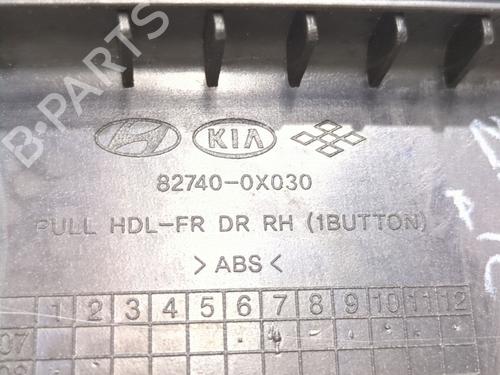 KIA
82740-0X030
PULL HDL-FR DR RH (1BUTTON)
>ABS<
1 2 3 4 5 6 7 8 9 10 11 12
07
B-PARTS